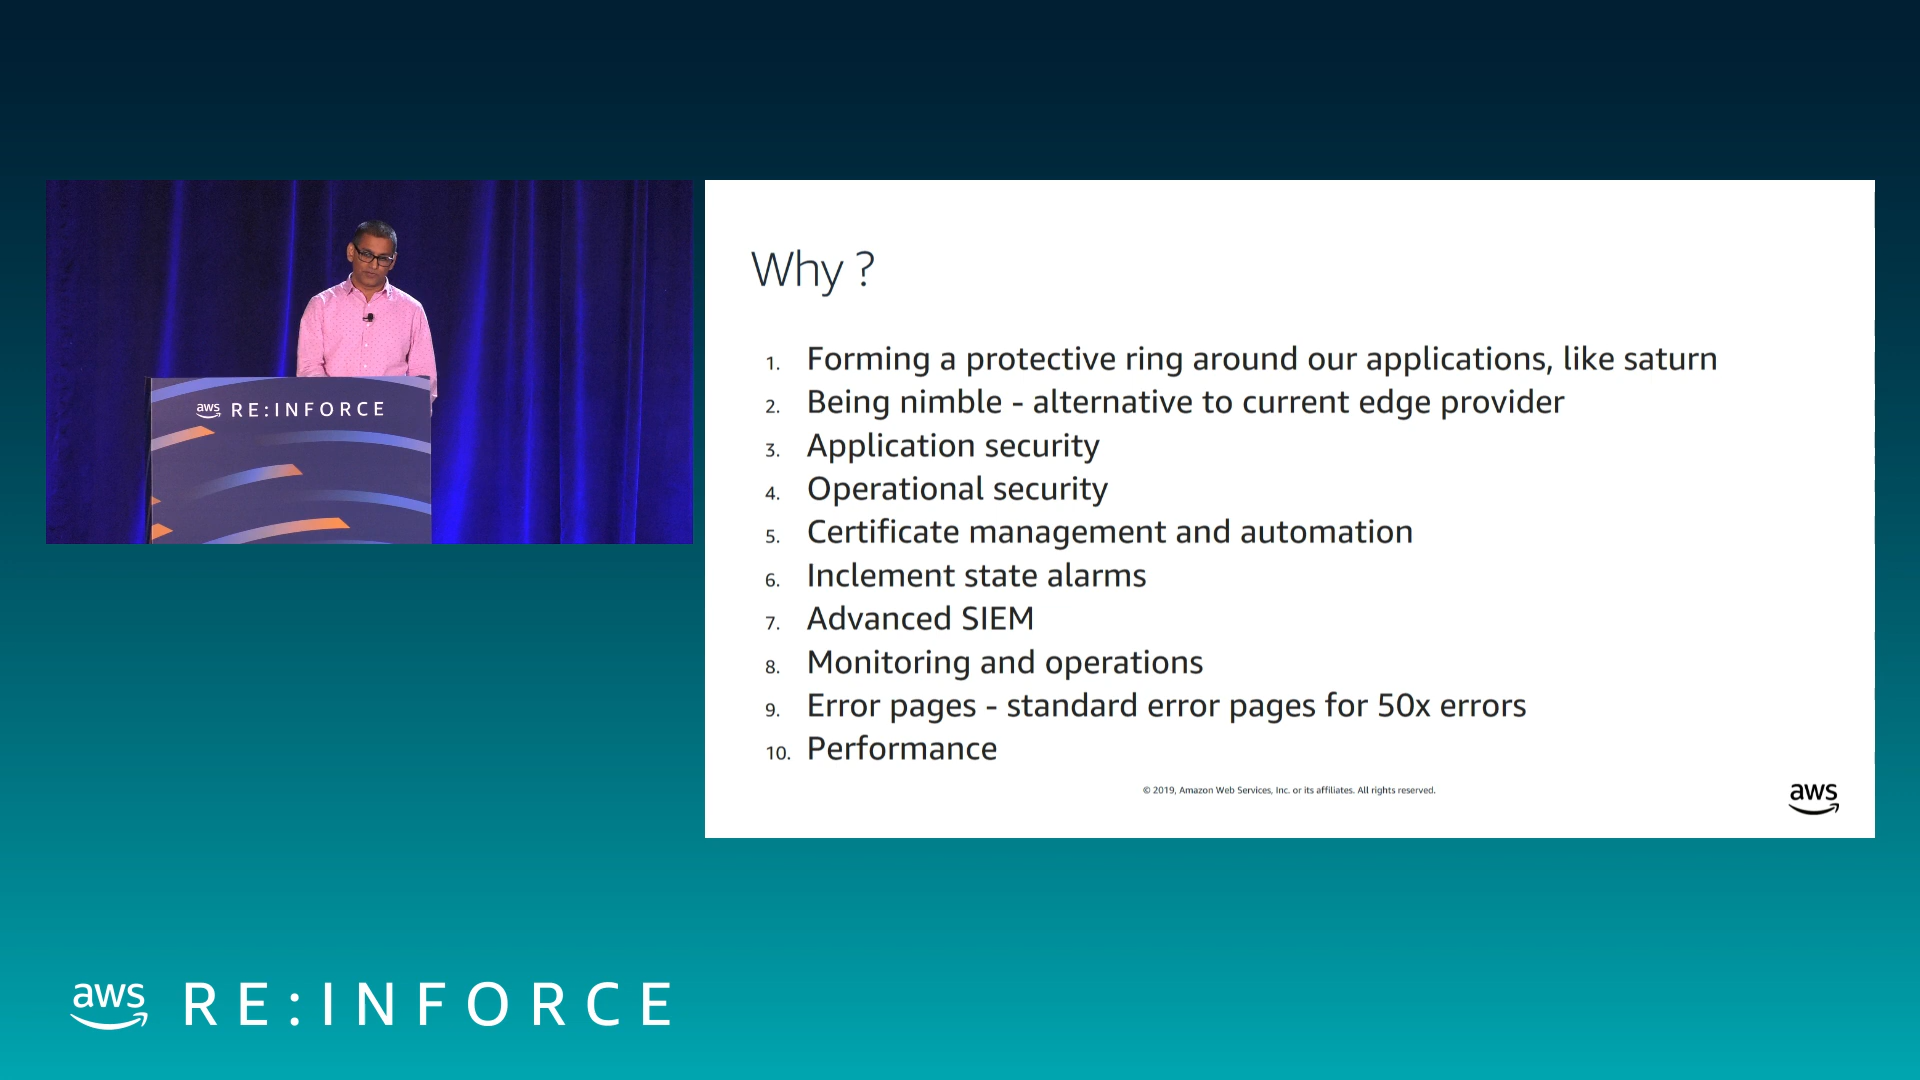 aws RE:INFORCE
Why ?
1. Forming a protective ring around our applications, like saturn
2. Being nimble - alternative to current edge provider
3. Application security
4. Operational security
5. Certificate management and automation
6. Inclement state alarms
7. Advanced SIEM
8. Monitoring and operations
9. Error pages - standard error pages for 50x errors
10. Performance
© 2019, Amazon Web Services, Inc. or its affiliates. All rights reserved.
aws
aws RE:INFORCE